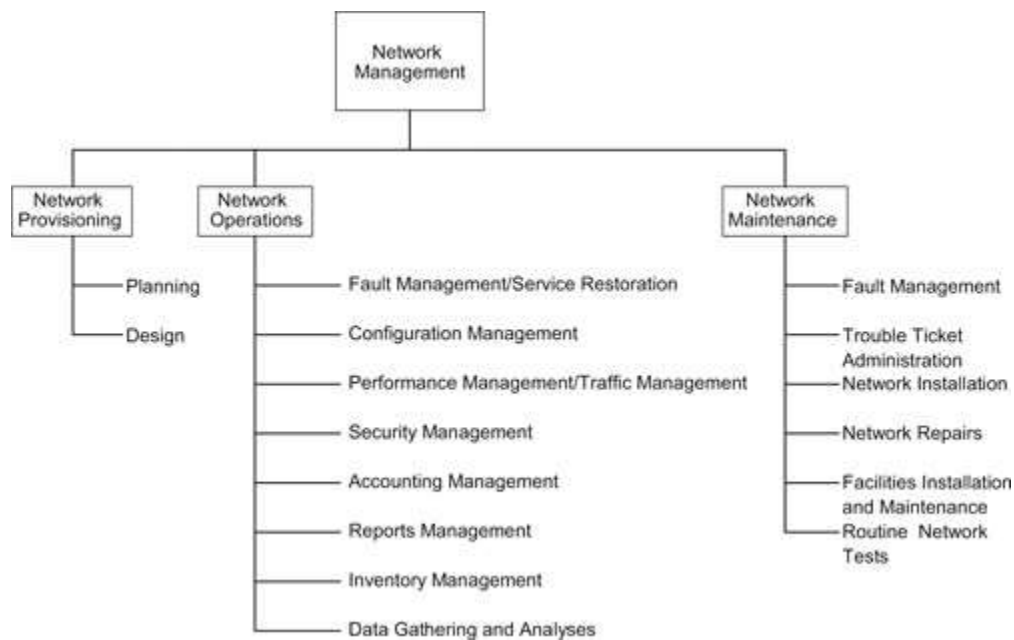 Network
Management
Network
Provisioning
Network
Operations
Network
Maintenance
Planning
Design
Fault Management/Service Restoration
Configuration Management
Performance Management/Traffic Management
Security Management
Accounting Management
Reports Management
Inventory Management
Data Gathering and Analyses
Fault Management
Trouble Ticket
Administration
Network Installation
Network Repairs
Facilities Installation
and Maintenance
Routine Network
Tests